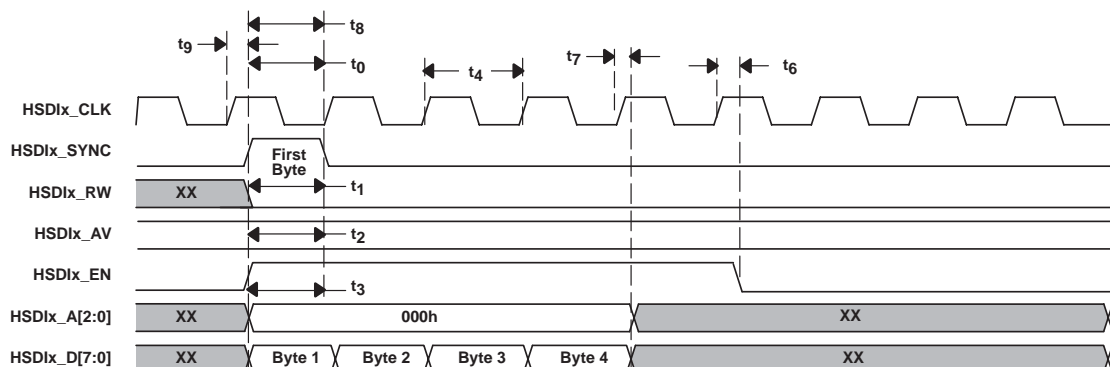 t8
t9
t7
t6
t0
t4
HSDIx_CLK
HSDIx_SYNC
First
Byte
HSDIx_RW
XX
t1
HSDIx_AV
t2
HSDIx_EN
t3
HSDIx_A[2:0]
XX
000h
XX
HSDIx_D[7:0]
XX
Byte 1
Byte 2
Byte 3
Byte 4
XX